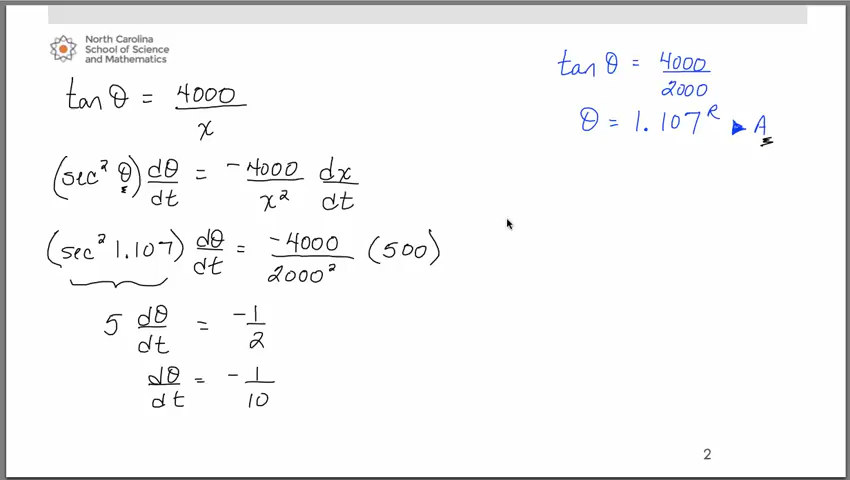 North Carolina
School of Science
and Mathematics
tan θ = 4000/x
(sec² θ) dθ/dt = -4000/x² dx/dt
(sec² 1.107) dθ/dt = -4000/2000² (500)
5 dθ/dt = -1/2
dθ/dt = -1/10
tan θ = 4000/2000
θ = 1.107ᴿ ▸ A
2